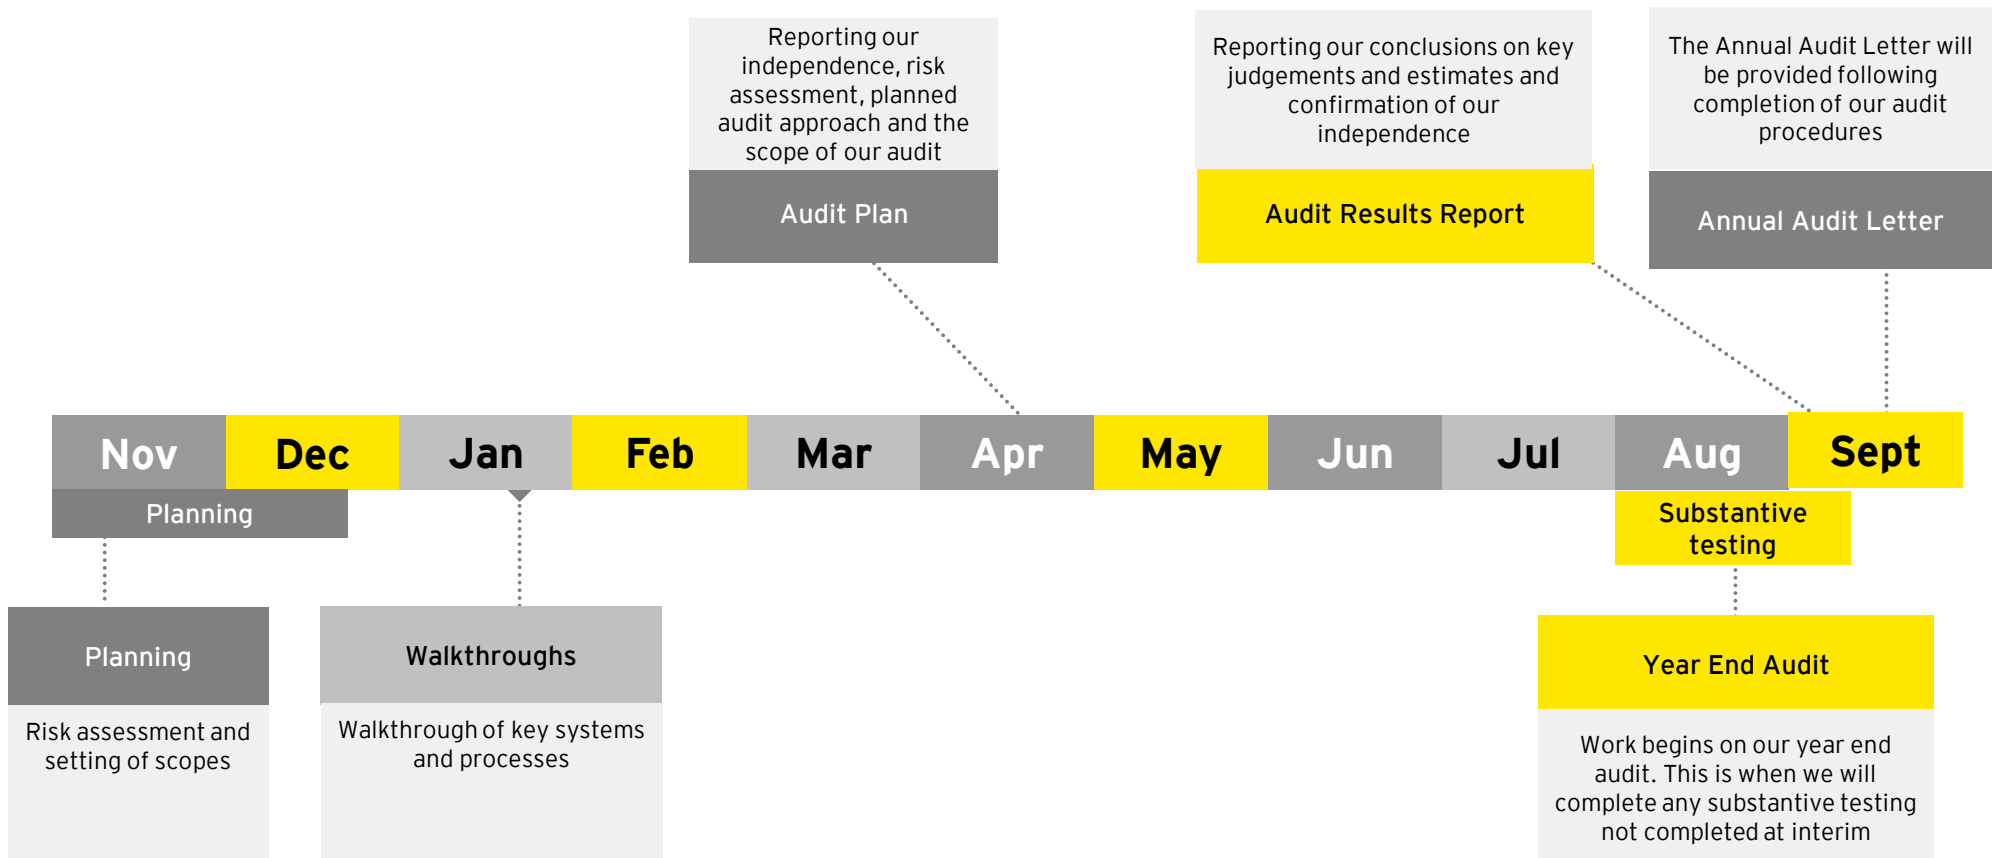 Reporting our
independence, risk
assessment, planned
audit approach and the
scope of our audit
Audit Plan
Reporting our conclusions on key
judgements and estimates and
confirmation of our
independence
Audit Results Report
The Annual Audit Letter will
be provided following
completion of our audit
procedures
Annual Audit Letter
Nov
Dec
Jan
Feb
Mar
Apr
May
Jun
Jul
Aug
Sept
Planning
Substantive
testing
Planning
Risk assessment and
setting of scopes
Walkthroughs
Walkthrough of key systems
and processes
Year End Audit
Work begins on our year end
audit. This is when we will
complete any substantive testing
not completed at interim